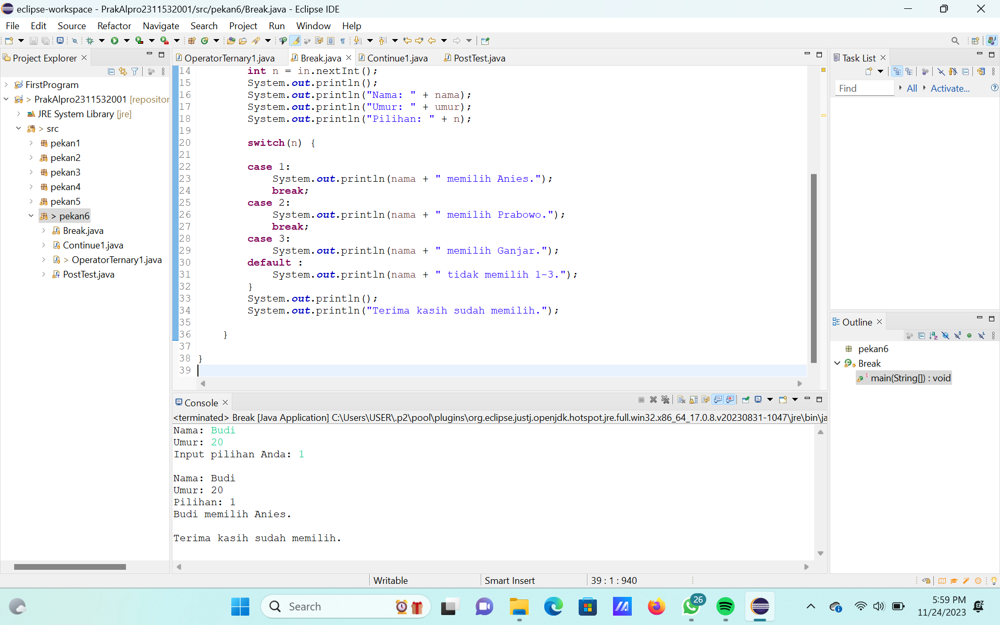 eclipse-workspace - PrakAlpro2311532001/src/pekan6/Break.java - Eclipse IDE
File Edit Source Refactor Navigate Search Project Run Window Help
Project Explorer
FirstProgram
> PrakAlpro2311532001 [repositor
JRE System Library [jre]
> src
pekan1
pekan2
pekan3
pekan4
pekan5
> pekan6
Break.java
Continue1.java
> OperatorTernary1.java
PostTest.java
OperatorTernary1.java Break.java Continue1.java PostTest.java
14 int n = in.nextInt();
15 System.out.println();
16 System.out.println("Nama: " + nama);
17 System.out.println("Umur: " + umur);
18 System.out.println("Pilihan: " + n);
19
20 switch(n) {
21
22 case 1:
23 System.out.println(nama + " memilih Anies.");
24 break;
25 case 2:
26 System.out.println(nama + " memilih Prabowo.");
27 break;
28 case 3:
29 System.out.println(nama + " memilih Ganjar.");
30 default :
31 System.out.println(nama + " tidak memilih 1-3.");
32 }
33 System.out.println();
34 System.out.println("Terima kasih sudah memilih.");
35
36 }
37
38 }
39
Console
<terminated> Break [Java Application] C:\Users\USER\.p2\pool\plugins\org.eclipse.justj.openjdk.hotspot.jre.full.win32.x86_64_17.0.8.v20230831-1047\jre\bin\ja
Nama: Budi
Umur: 20
Input pilihan Anda: 1
Nama: Budi
Umur: 20
Pilihan: 1
Budi memilih Anies.
Terima kasih sudah memilih.
Task List
Find All Activate...
Outline
pekan6
Break
main(String[]) : void
Writable Smart Insert 39 : 1 : 940
Search
26
5:59 PM
11/24/2023